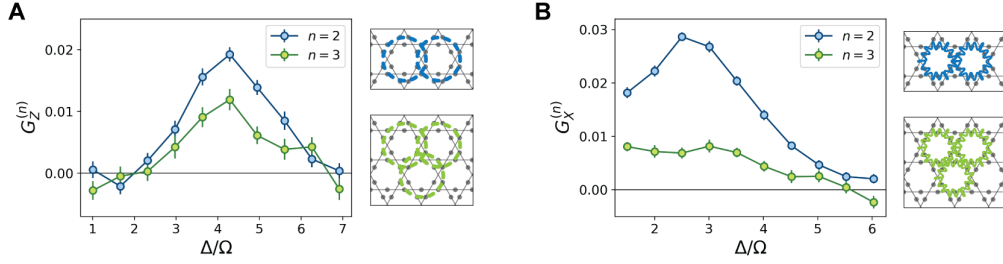 A
n = 2
n = 3
0.02
0.01
0.00
G_Z^{(n)}
1 2 3 4 5 6 7
Δ/Ω
B
n = 2
n = 3
0.03
0.02
0.01
0.00
G_X^{(n)}
2 3 4 5 6
Δ/Ω